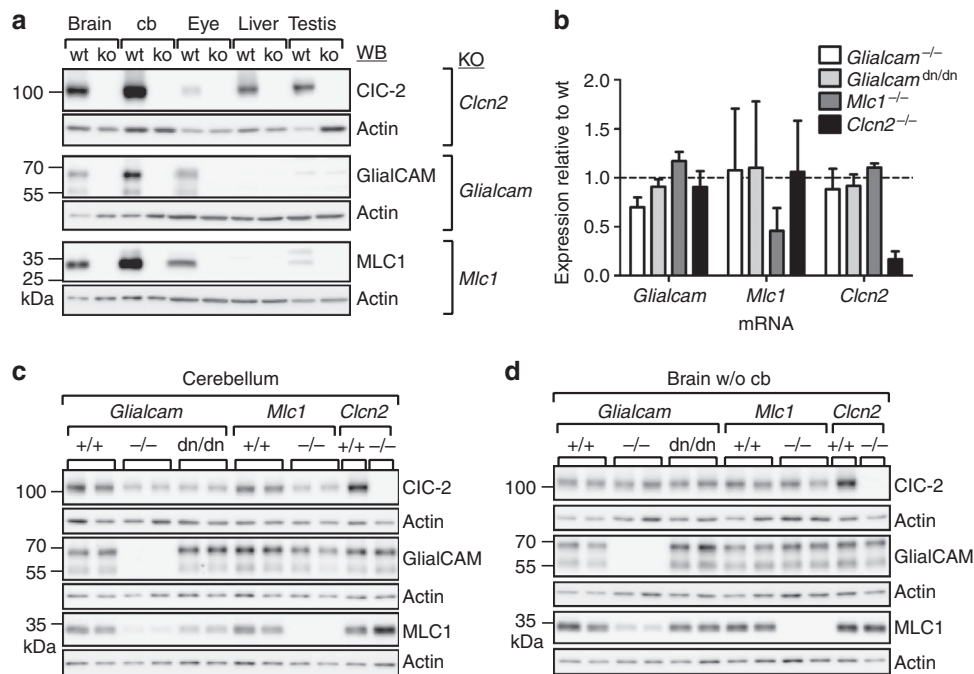 a
Brain cb Eye Liver Testis
wt ko wt ko wt ko wt ko wt ko WB KO
100 ClC-2
Actin
Clcn2
70
55
GlialCAM
Actin
Glialcam
35
25
MLC1
kDa
Actin
Mlc1
b
Glialcam−/−
Glialcamdn/dn
Mlc1−/−
Clcn2−/−
Expression relative to wt
2.0
1.5
1.0
0.5
0.0
Glialcam Mlc1 Clcn2
mRNA
c
Cerebellum
Glialcam Mlc1 Clcn2
+/+ −/− dn/dn +/+ −/− +/+ −/−
100 ClC-2
Actin
70
55
GlialCAM
Actin
35
kDa
MLC1
Actin
d
Brain w/o cb
Glialcam Mlc1 Clcn2
+/+ −/− dn/dn +/+ −/− +/+ −/−
100 ClC-2
Actin
70
55
GlialCAM
Actin
35
kDa
MLC1
Actin